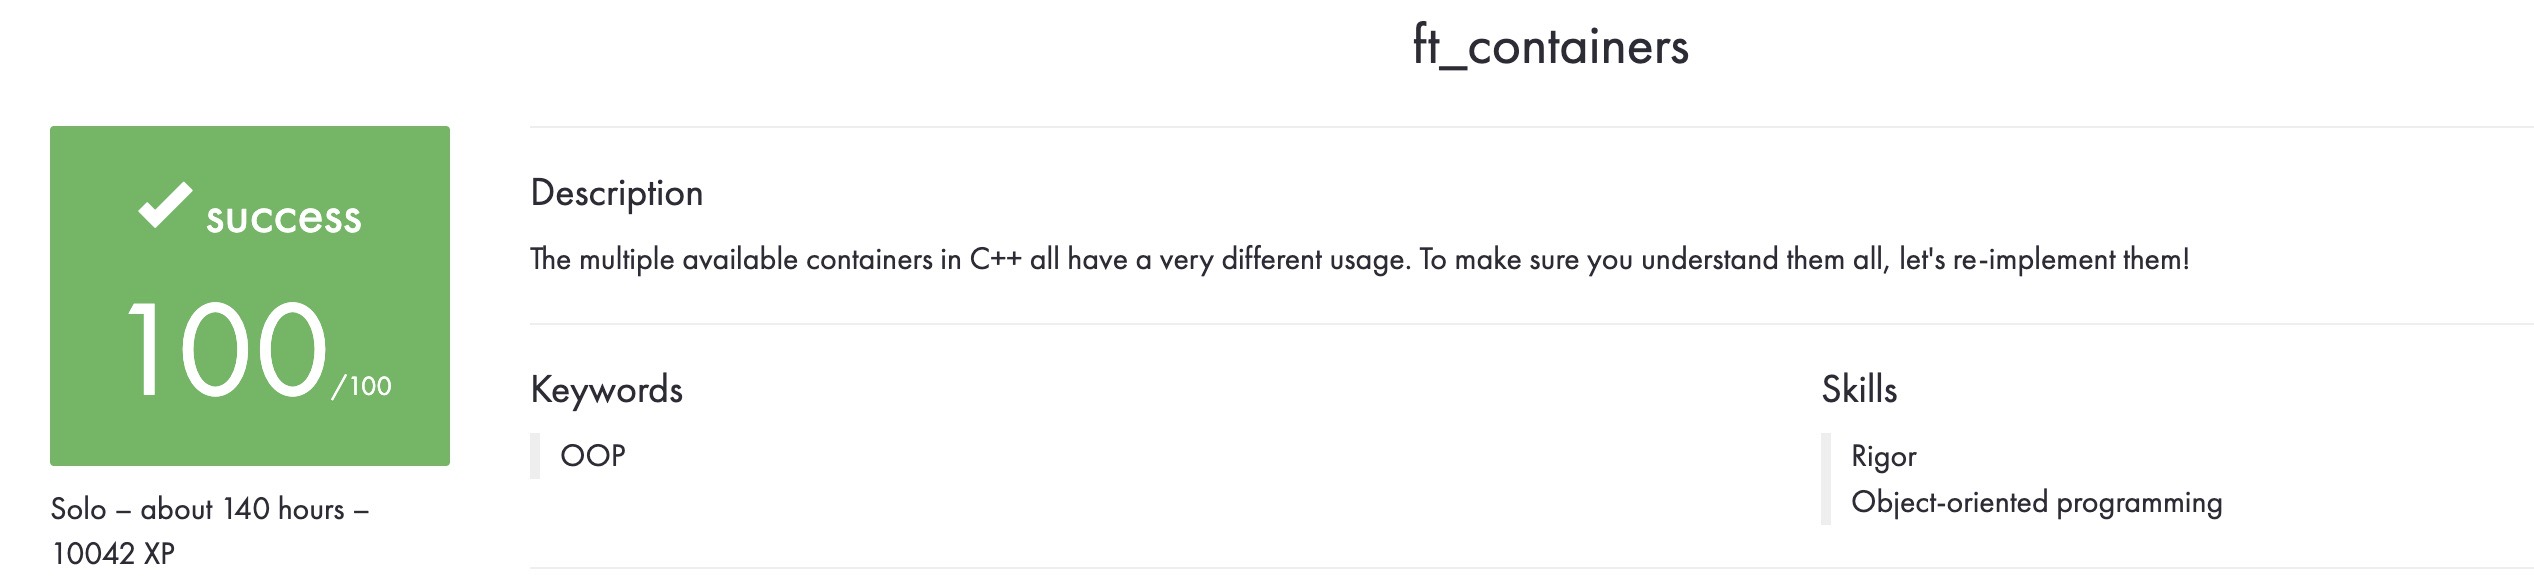 ft_containers
success
100/100
Solo – about 140 hours –
10042 XP
Description
The multiple available containers in C++ all have a very different usage. To make sure you understand them all, let's re-implement them!
Keywords
OOP
Skills
Rigor
Object-oriented programming